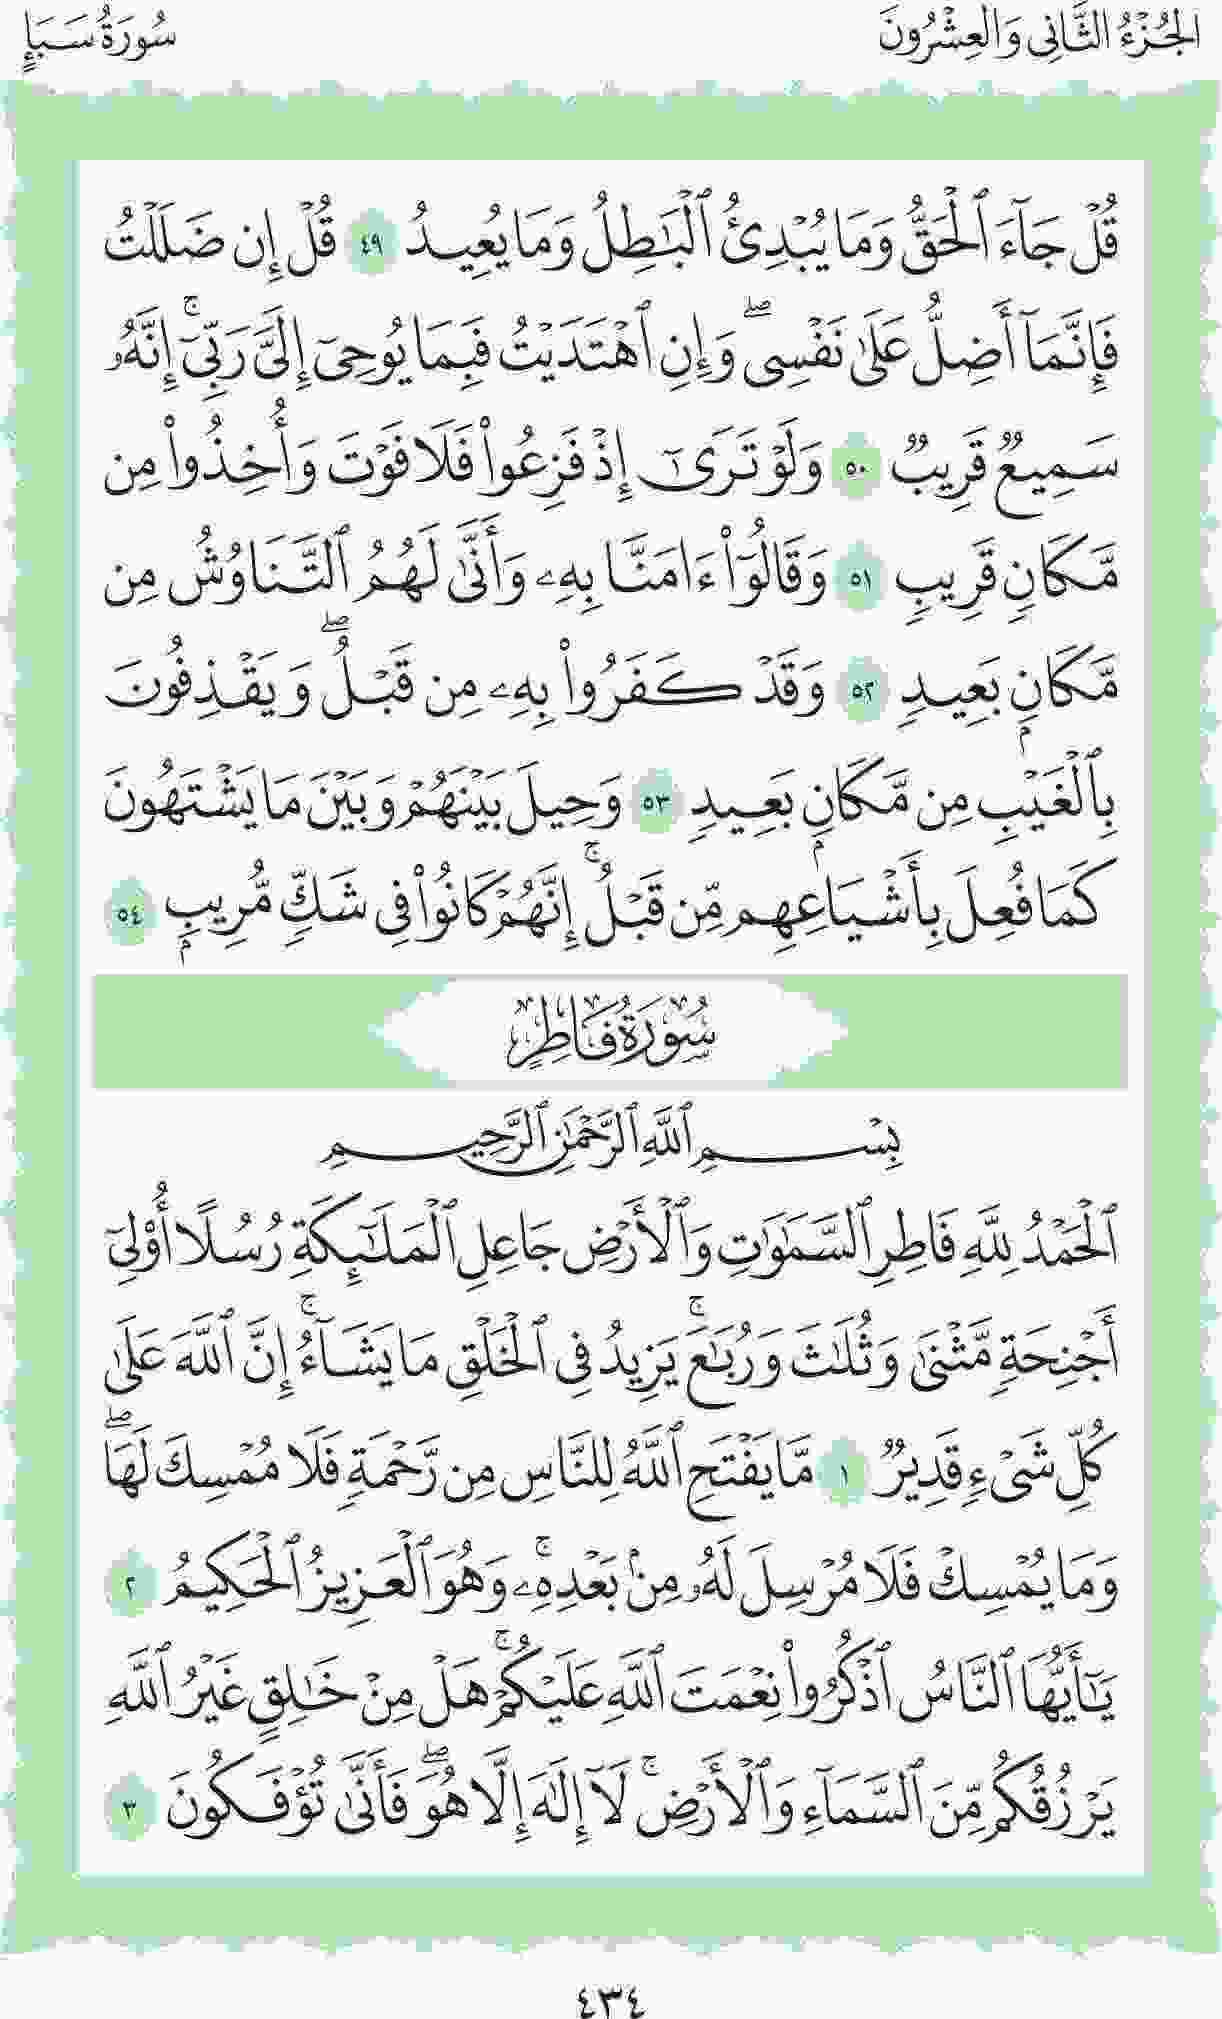 الجُزْءُ الثَّانِي وَالعِشْرُونَ
سُورَةُ سَبَإٍ
قُلْ جَآءَ ٱلْحَقُّ وَمَا يُبْدِئُ ٱلْبَٰطِلُ وَمَا يُعِيدُ ٤٩ قُلْ إِن ضَلَلْتُ
فَإِنَّمَآ أَضِلُّ عَلَىٰ نَفْسِىۖ وَإِنِ ٱهْتَدَيْتُ فَبِمَا يُوحِىٓ إِلَىَّ رَبِّىٓۚ إِنَّهُۥ
سَمِيعٌ قَرِيبٌ ٥٠ وَلَوْ تَرَىٰٓ إِذْ فَزِعُوا۟ فَلَا فَوْتَ وَأُخِذُوا۟ مِن
مَّكَانٍ قَرِيبٍ ٥١ وَقَالُوٓا۟ ءَامَنَّا بِهِۦ وَأَنَّىٰ لَهُمُ ٱلتَّنَاوُشُ مِن
مَّكَانٍۭ بَعِيدٍ ٥٢ وَقَدْ كَفَرُوا۟ بِهِۦ مِن قَبْلُۖ وَيَقْذِفُونَ
بِٱلْغَيْبِ مِن مَّكَانٍۭ بَعِيدٍ ٥٣ وَحِيلَ بَيْنَهُمْ وَبَيْنَ مَا يَشْتَهُونَ
كَمَا فُعِلَ بِأَشْيَاعِهِم مِّن قَبْلُۚ إِنَّهُمْ كَانُوا۟ فِى شَكٍّ مُّرِيبٍۭ ٥٤
سُورَةُ فَاطِرٍ
بِسْمِ ٱللَّهِ ٱلرَّحْمَٰنِ ٱلرَّحِيمِ
ٱلْحَمْدُ لِلَّهِ فَاطِرِ ٱلسَّمَٰوَٰتِ وَٱلْأَرْضِ جَاعِلِ ٱلْمَلَٰٓئِكَةِ رُسُلًا أُو۟لِىٓ
أَجْنِحَةٍ مَّثْنَىٰ وَثُلَٰثَ وَرُبَٰعَۚ يَزِيدُ فِى ٱلْخَلْقِ مَا يَشَآءُۚ إِنَّ ٱللَّهَ عَلَىٰ
كُلِّ شَىْءٍ قَدِيرٌ ١ مَّا يَفْتَحِ ٱللَّهُ لِلنَّاسِ مِن رَّحْمَةٍ فَلَا مُمْسِكَ لَهَاۖ
وَمَا يُمْسِكْ فَلَا مُرْسِلَ لَهُۥ مِنۢ بَعْدِهِۦۚ وَهُوَ ٱلْعَزِيزُ ٱلْحَكِيمُ ٢
يَٰٓأَيُّهَا ٱلنَّاسُ ٱذْكُرُوا۟ نِعْمَتَ ٱللَّهِ عَلَيْكُمْۚ هَلْ مِنْ خَٰلِقٍ غَيْرُ ٱللَّهِ
يَرْزُقُكُم مِّنَ ٱلسَّمَآءِ وَٱلْأَرْضِۚ لَآ إِلَٰهَ إِلَّا هُوَۖ فَأَنَّىٰ تُؤْفَكُونَ ٣
٤٣٤